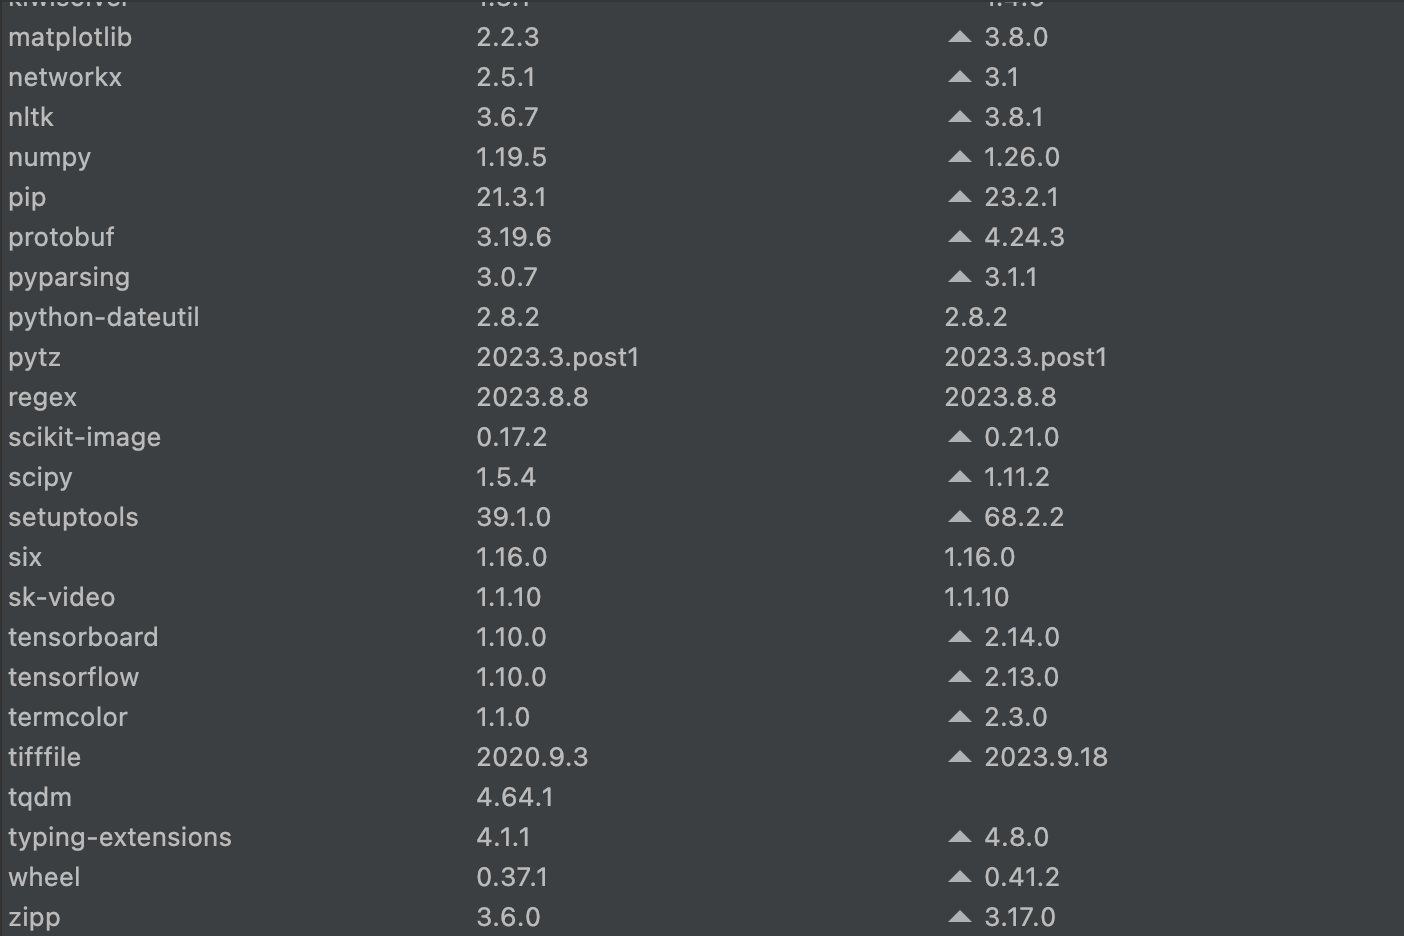 matplotlib 2.2.3 3.8.0
networkx 2.5.1 3.1
nltk 3.6.7 3.8.1
numpy 1.19.5 1.26.0
pip 21.3.1 23.2.1
protobuf 3.19.6 4.24.3
pyparsing 3.0.7 3.1.1
python-dateutil 2.8.2 2.8.2
pytz 2023.3.post1 2023.3.post1
regex 2023.8.8 2023.8.8
scikit-image 0.17.2 0.21.0
scipy 1.5.4 1.11.2
setuptools 39.1.0 68.2.2
six 1.16.0 1.16.0
sk-video 1.1.10 1.1.10
tensorboard 1.10.0 2.14.0
tensorflow 1.10.0 2.13.0
termcolor 1.1.0 2.3.0
tifffile 2020.9.3 2023.9.18
tqdm 4.64.1
typing-extensions 4.1.1 4.8.0
wheel 0.37.1 0.41.2
zipp 3.6.0 3.17.0